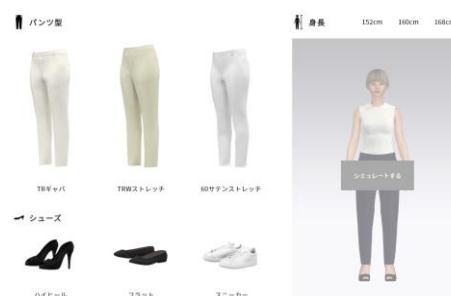 パンツ型
身長 152cm 160cm 168cm
TRギャバ TRWストレッチ 60サテンストレッチ
シミュレートする
シューズ
ハイヒール フラット スニーカー